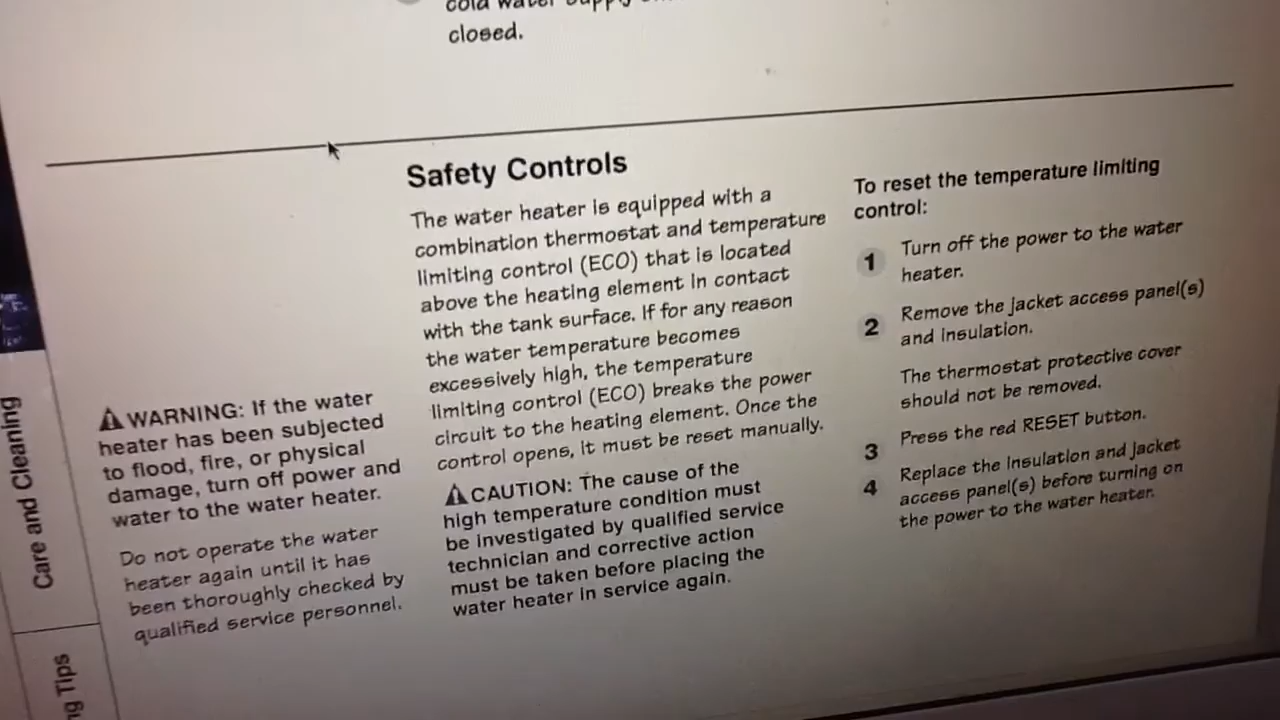 closed.
Safety Controls
The water heater is equipped with a
combination thermostat and temperature
limiting control (ECO) that is located
above the heating element in contact
with the tank surface. If for any reason
the water temperature becomes
excessively high, the temperature
limiting control (ECO) breaks the power
circuit to the heating element. Once the
control opens, it must be reset manually.
⚠CAUTION: The cause of the
high temperature condition must
be investigated by qualified service
technician and corrective action
must be taken before placing the
water heater in service again.
To reset the temperature limiting
control:
1 Turn off the power to the water
heater.
2 Remove the jacket access panel(s)
and insulation.
The thermostat protective cover
should not be removed.
3 Press the red RESET button.
4 Replace the insulation and jacket
access panel(s) before turning on
the power to the water heater.
⚠WARNING: If the water
heater has been subjected
to flood, fire, or physical
damage, turn off power and
water to the water heater.
Do not operate the water
heater again until it has
been thoroughly checked by
qualified service personnel.
Care and Cleaning
Tips